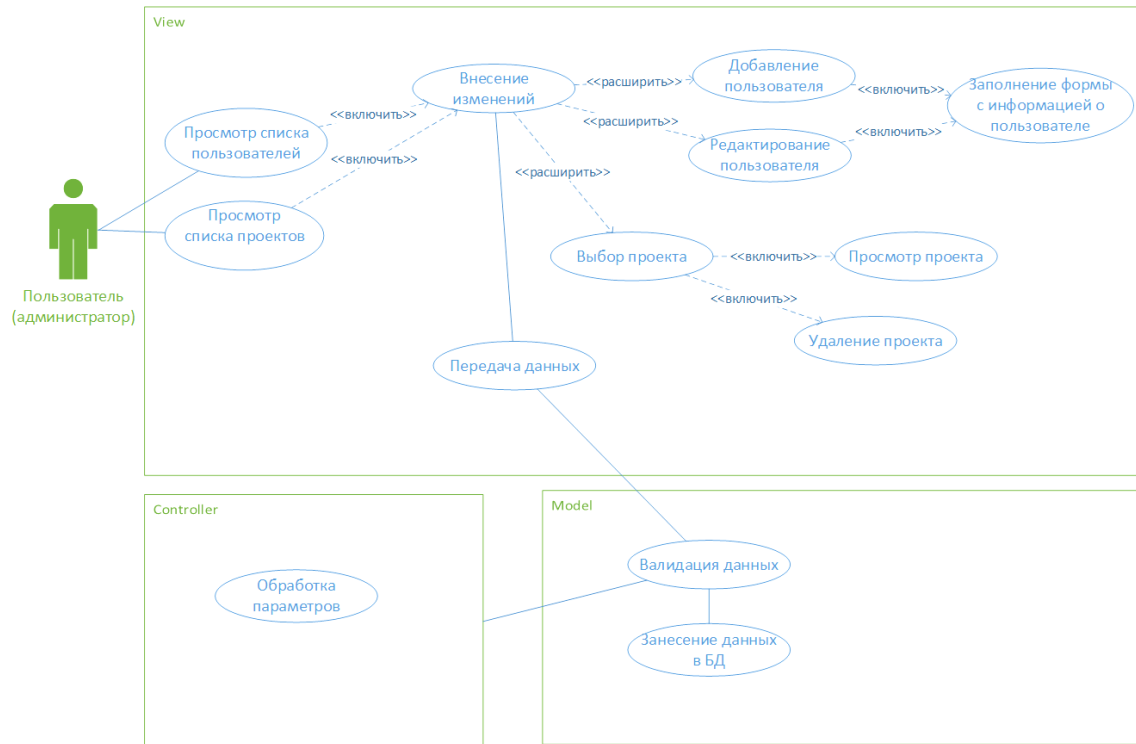 View
Внесение
изменений
<<расширить>>
Добавление
пользователя
<<включить>>
Заполнение формы
с информацией о
пользователе
<<включить>>
Просмотр списка
пользователей
<<расширить>>
Редактирование
пользователя
<<включить>>
<<включить>>
<<расширить>>
Просмотр
списка проектов
Выбор проекта
<<включить>>
Просмотр проекта
<<включить>>
Удаление проекта
Пользователь
(администратор)
Передача данных
Controller
Model
Обработка
параметров
Валидация данных
Занесение данных
в БД